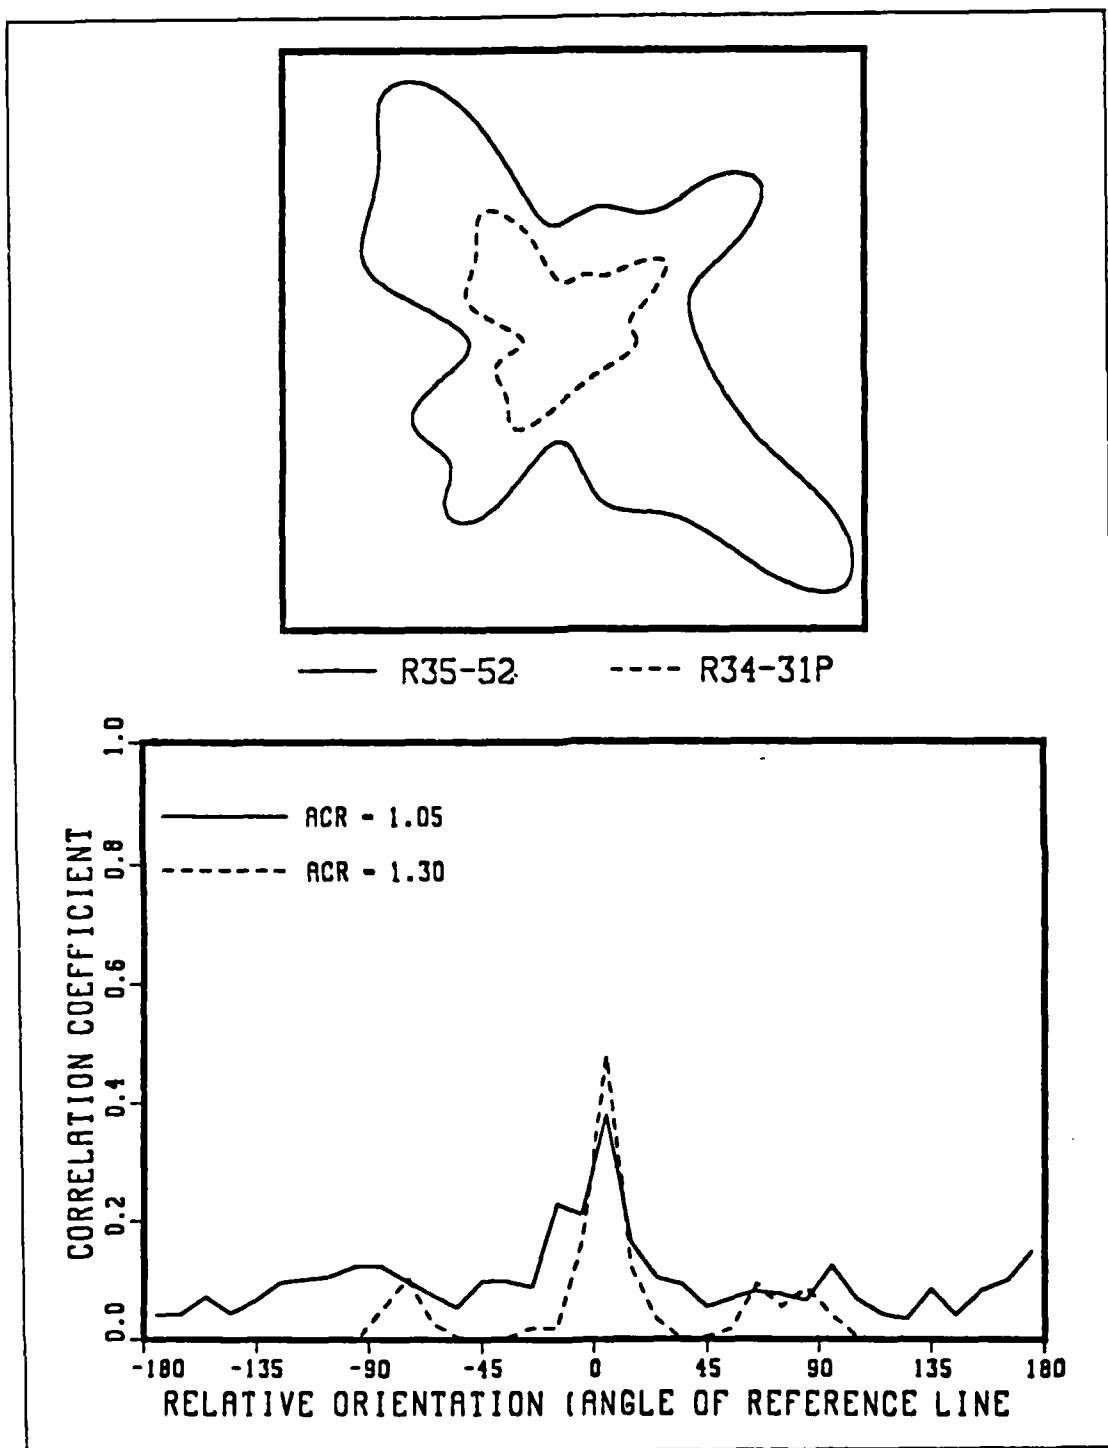 R35-52 R34-31P
1.0
ACR - 1.05
ACR - 1.30
0.8
0.6
0.4
0.2
0.0
CORRELATION COEFFICIENT
-180 -135 -90 -45 0 45 90 135 180
RELATIVE ORIENTATION (ANGLE OF REFERENCE LINE